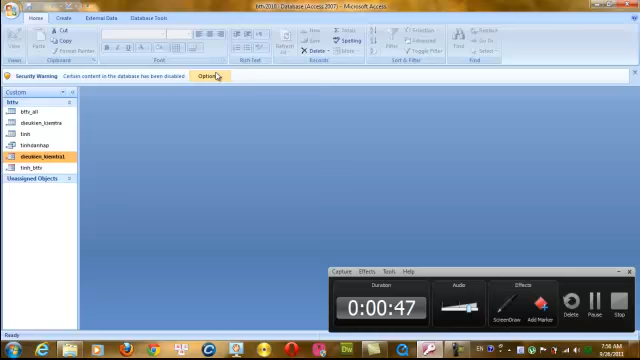 bttv2010 : Database (Access 2007) - Microsoft Access
Home Create External Data Database Tools
View
Paste
Cut
Copy
Format Painter
Views Clipboard Font Rich Text Records Sort & Filter Find
Refresh All
New
Save
Delete
Totals
Spelling
More
Filter
Selection
Advanced
Toggle Filter
Find
Go To
Security Warning Certain content in the database has been disabled Options
Custom
bttv
bttv_all
dieukien_kiemtra
tinh
tinhdanhap
dieukien_kiemtra1
tinh_bttv
Unassigned Objects
Capture Effects Tools Help
Duration Audio Effects
0:00:47
ScreenDraw Add Marker Delete Pause Stop
Ready
EN
7:56 AM
9/26/2011